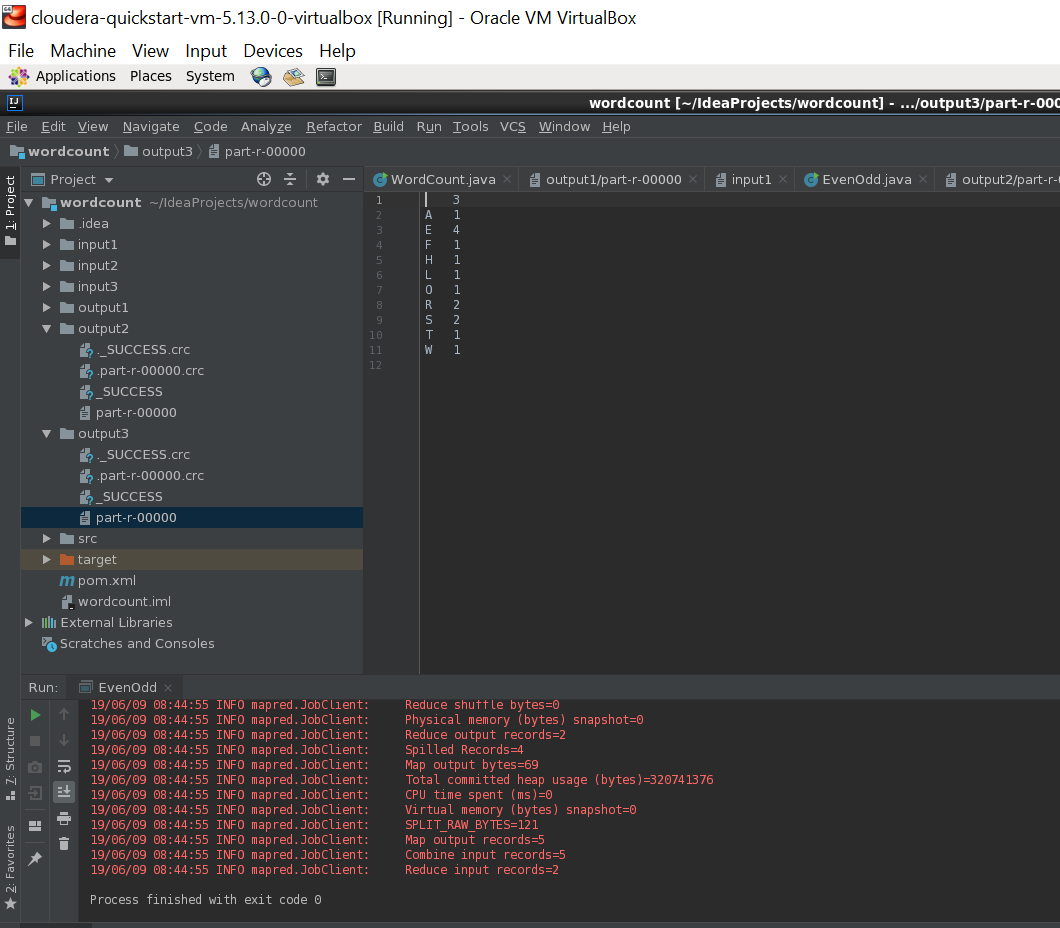 cloudera-quickstart-vm-5.13.0-0-virtualbox [Running] - Oracle VM VirtualBox
File Machine View Input Devices Help
Applications Places System
wordcount [~/IdeaProjects/wordcount] - .../output3/part-r-000
File Edit View Navigate Code Analyze Refactor Build Run Tools VCS Window Help
wordcount output3 part-r-00000
1: Project
Project
WordCount.java output1/part-r-00000 input1 EvenOdd.java output2/part-r-
wordcount ~/IdeaProjects/wordcount
.idea
input1
input2
input3
output1
output2
._SUCCESS.crc
.part-r-00000.crc
_SUCCESS
part-r-00000
output3
._SUCCESS.crc
.part-r-00000.crc
_SUCCESS
part-r-00000
src
target
pom.xml
wordcount.iml
External Libraries
Scratches and Consoles
1 3
2 A 1
3 E 4
4 F 1
5 H 1
6 L 1
7 O 1
8 R 2
9 S 2
10 T 1
11 W 1
12
Run: EvenOdd
7: Structure
2: Favorites
19/06/09 08:44:55 INFO mapred.JobClient: Reduce shuffle bytes=0
19/06/09 08:44:55 INFO mapred.JobClient: Physical memory (bytes) snapshot=0
19/06/09 08:44:55 INFO mapred.JobClient: Reduce output records=2
19/06/09 08:44:55 INFO mapred.JobClient: Spilled Records=4
19/06/09 08:44:55 INFO mapred.JobClient: Map output bytes=69
19/06/09 08:44:55 INFO mapred.JobClient: Total committed heap usage (bytes)=320741376
19/06/09 08:44:55 INFO mapred.JobClient: CPU time spent (ms)=0
19/06/09 08:44:55 INFO mapred.JobClient: Virtual memory (bytes) snapshot=0
19/06/09 08:44:55 INFO mapred.JobClient: SPLIT_RAW_BYTES=121
19/06/09 08:44:55 INFO mapred.JobClient: Map output records=5
19/06/09 08:44:55 INFO mapred.JobClient: Combine input records=5
19/06/09 08:44:55 INFO mapred.JobClient: Reduce input records=2
Process finished with exit code 0